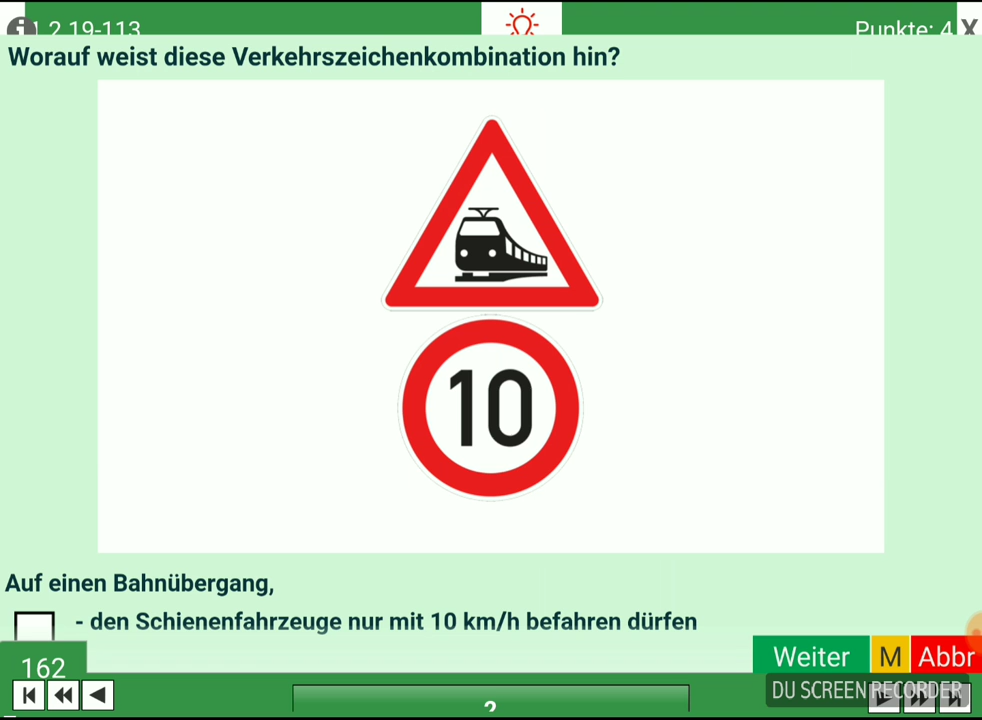 1.2.19-113
Punkte: 4 X
Worauf weist diese Verkehrszeichenkombination hin?
10
Auf einen Bahnübergang,
- den Schienenfahrzeuge nur mit 10 km/h befahren dürfen
Weiter M Abbr
162
DU SCREEN RECORDER
?